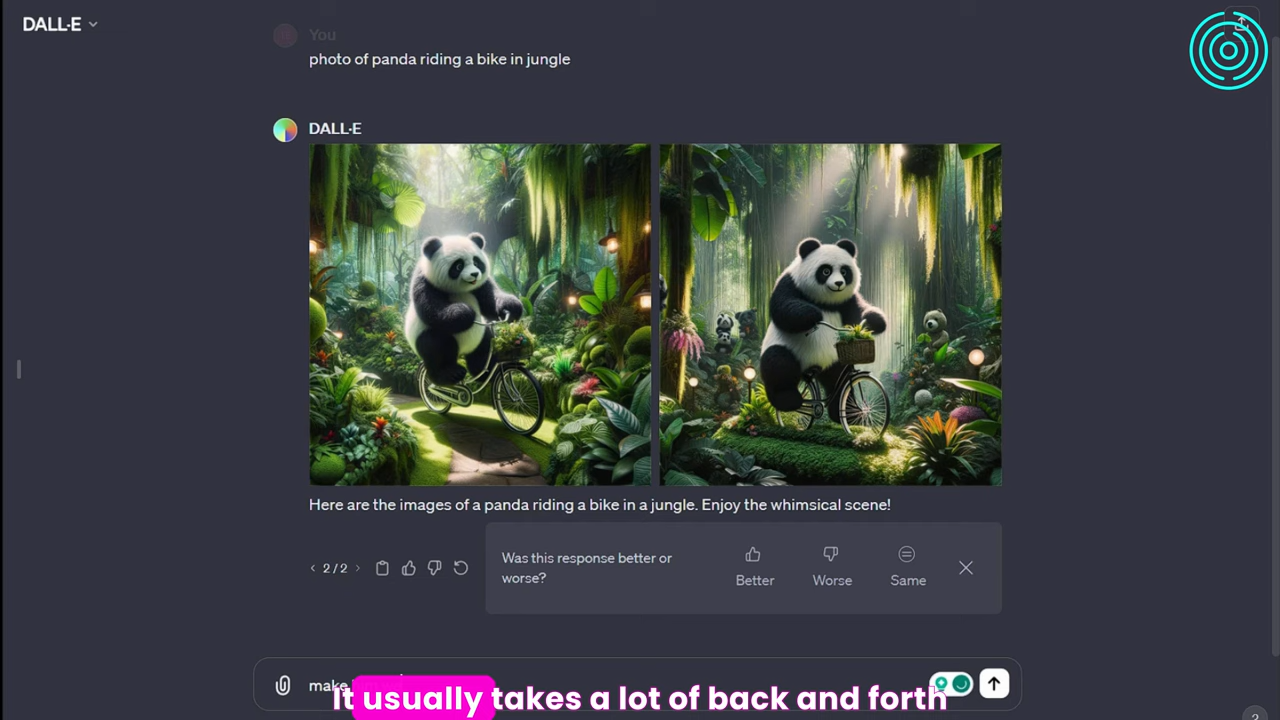 DALL·E
You
photo of panda riding a bike in jungle
DALL·E
Here are the images of a panda riding a bike in a jungle. Enjoy the whimsical scene!
2 / 2
Was this response better or
worse?
Better
Worse
Same
make
It usually takes a lot of back and forth